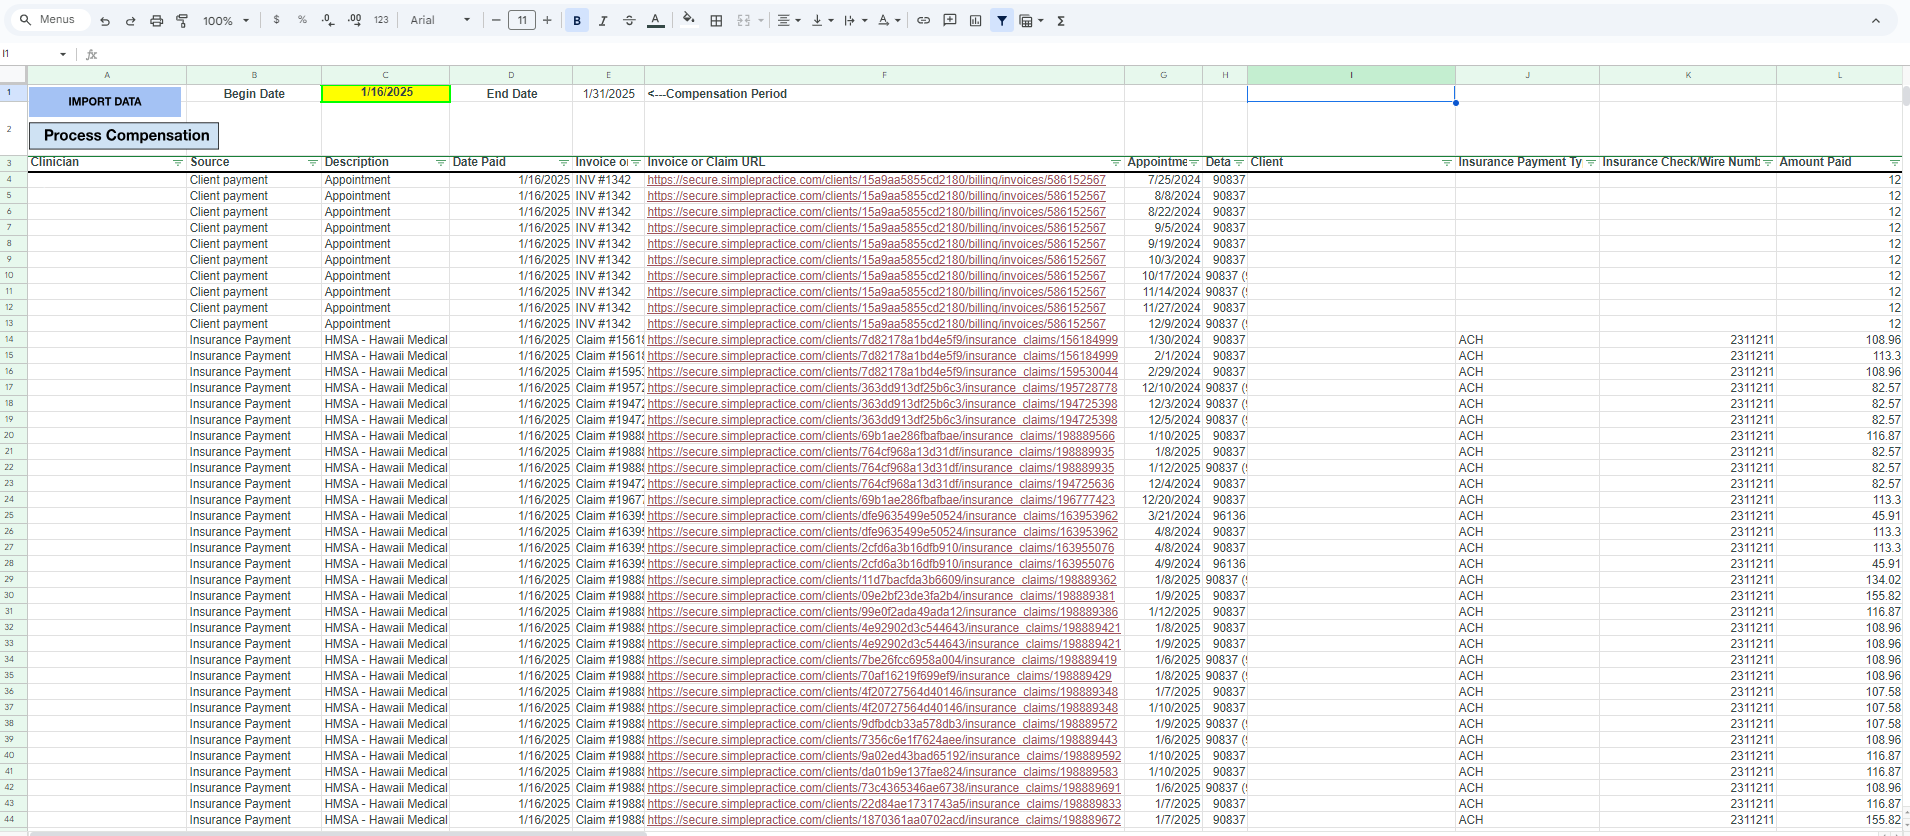 Menus 100% $ % .0 .00 123 Arial − 11 + B I S A Σ
I1 fx
A B C D E F G H I J K L
1 IMPORT DATA Begin Date 1/16/2025 End Date 1/31/2025 <---Compensation Period
2 Process Compensation
3 Clinician Source Description Date Paid Invoice o Invoice or Claim URL Appointme Deta Client Insurance Payment Ty Insurance Check/Wire Numb Amount Paid
4 Client payment Appointment 1/16/2025 INV #1342 https://secure.simplepractice.com/clients/15a9aa5855cd2180/billing/invoices/586152567 7/25/2024 90837 12
5 Client payment Appointment 1/16/2025 INV #1342 https://secure.simplepractice.com/clients/15a9aa5855cd2180/billing/invoices/586152567 8/8/2024 90837 12
6 Client payment Appointment 1/16/2025 INV #1342 https://secure.simplepractice.com/clients/15a9aa5855cd2180/billing/invoices/586152567 8/22/2024 90837 12
7 Client payment Appointment 1/16/2025 INV #1342 https://secure.simplepractice.com/clients/15a9aa5855cd2180/billing/invoices/586152567 9/5/2024 90837 12
8 Client payment Appointment 1/16/2025 INV #1342 https://secure.simplepractice.com/clients/15a9aa5855cd2180/billing/invoices/586152567 9/19/2024 90837 12
9 Client payment Appointment 1/16/2025 INV #1342 https://secure.simplepractice.com/clients/15a9aa5855cd2180/billing/invoices/586152567 10/3/2024 90837 12
10 Client payment Appointment 1/16/2025 INV #1342 https://secure.simplepractice.com/clients/15a9aa5855cd2180/billing/invoices/586152567 10/17/2024 90837 (9 12
11 Client payment Appointment 1/16/2025 INV #1342 https://secure.simplepractice.com/clients/15a9aa5855cd2180/billing/invoices/586152567 11/14/2024 90837 (9 12
12 Client payment Appointment 1/16/2025 INV #1342 https://secure.simplepractice.com/clients/15a9aa5855cd2180/billing/invoices/586152567 11/27/2024 90837 12
13 Client payment Appointment 1/16/2025 INV #1342 https://secure.simplepractice.com/clients/15a9aa5855cd2180/billing/invoices/586152567 12/9/2024 90837 (9 12
14 Insurance Payment HMSA - Hawaii Medical 1/16/2025 Claim #15618 https://secure.simplepractice.com/clients/7d82178a1bd4e5f9/insurance_claims/156184999 1/30/2024 90837 ACH 2311211 108.96
15 Insurance Payment HMSA - Hawaii Medical 1/16/2025 Claim #15618 https://secure.simplepractice.com/clients/7d82178a1bd4e5f9/insurance_claims/156184999 2/1/2024 90837 ACH 2311211 113.3
16 Insurance Payment HMSA - Hawaii Medical 1/16/2025 Claim #15953 https://secure.simplepractice.com/clients/7d82178a1bd4e5f9/insurance_claims/159530044 2/29/2024 90837 ACH 2311211 108.96
17 Insurance Payment HMSA - Hawaii Medical 1/16/2025 Claim #19572 https://secure.simplepractice.com/clients/363dd913df25b6c3/insurance_claims/195728778 12/10/2024 90837 (9 ACH 2311211 82.57
18 Insurance Payment HMSA - Hawaii Medical 1/16/2025 Claim #19472 https://secure.simplepractice.com/clients/363dd913df25b6c3/insurance_claims/194725398 12/3/2024 90837 (9 ACH 2311211 82.57
19 Insurance Payment HMSA - Hawaii Medical 1/16/2025 Claim #19472 https://secure.simplepractice.com/clients/363dd913df25b6c3/insurance_claims/194725398 12/5/2024 90837 (9 ACH 2311211 82.57
20 Insurance Payment HMSA - Hawaii Medical 1/16/2025 Claim #19888 https://secure.simplepractice.com/clients/69b1ae286fbafbae/insurance_claims/198889566 1/10/2025 90837 ACH 2311211 116.87
21 Insurance Payment HMSA - Hawaii Medical 1/16/2025 Claim #19888 https://secure.simplepractice.com/clients/764cf968a13d31df/insurance_claims/198889935 1/8/2025 90837 ACH 2311211 82.57
22 Insurance Payment HMSA - Hawaii Medical 1/16/2025 Claim #19888 https://secure.simplepractice.com/clients/764cf968a13d31df/insurance_claims/198889935 1/12/2025 90837 (9 ACH 2311211 82.57
23 Insurance Payment HMSA - Hawaii Medical 1/16/2025 Claim #19472 https://secure.simplepractice.com/clients/764cf968a13d31df/insurance_claims/194725636 12/4/2024 90837 ACH 2311211 82.57
24 Insurance Payment HMSA - Hawaii Medical 1/16/2025 Claim #19677 https://secure.simplepractice.com/clients/69b1ae286fbafbae/insurance_claims/196777423 12/20/2024 90837 ACH 2311211 113.3
25 Insurance Payment HMSA - Hawaii Medical 1/16/2025 Claim #16395 https://secure.simplepractice.com/clients/dfe9635499e50524/insurance_claims/163953962 3/21/2024 96136 ACH 2311211 45.91
26 Insurance Payment HMSA - Hawaii Medical 1/16/2025 Claim #16395 https://secure.simplepractice.com/clients/dfe9635499e50524/insurance_claims/163953962 4/8/2024 90837 ACH 2311211 113.3
27 Insurance Payment HMSA - Hawaii Medical 1/16/2025 Claim #16395 https://secure.simplepractice.com/clients/2cfd6a3b16dfb910/insurance_claims/163955076 4/8/2024 90837 ACH 2311211 113.3
28 Insurance Payment HMSA - Hawaii Medical 1/16/2025 Claim #16395 https://secure.simplepractice.com/clients/2cfd6a3b16dfb910/insurance_claims/163955076 4/9/2024 96136 ACH 2311211 45.91
29 Insurance Payment HMSA - Hawaii Medical 1/16/2025 Claim #19888 https://secure.simplepractice.com/clients/11d7bacfda3b6609/insurance_claims/198889362 1/8/2025 90837 (9 ACH 2311211 134.02
30 Insurance Payment HMSA - Hawaii Medical 1/16/2025 Claim #19888 https://secure.simplepractice.com/clients/09e2bf23de3fa2b4/insurance_claims/198889381 1/9/2025 90837 ACH 2311211 155.82
31 Insurance Payment HMSA - Hawaii Medical 1/16/2025 Claim #19888 https://secure.simplepractice.com/clients/99e0f2ada49ada12/insurance_claims/198889386 1/12/2025 90837 ACH 2311211 116.87
32 Insurance Payment HMSA - Hawaii Medical 1/16/2025 Claim #19888 https://secure.simplepractice.com/clients/4e92902d3c544643/insurance_claims/198889421 1/8/2025 90837 ACH 2311211 108.96
33 Insurance Payment HMSA - Hawaii Medical 1/16/2025 Claim #19888 https://secure.simplepractice.com/clients/4e92902d3c544643/insurance_claims/198889421 1/9/2025 90837 ACH 2311211 108.96
34 Insurance Payment HMSA - Hawaii Medical 1/16/2025 Claim #19888 https://secure.simplepractice.com/clients/7be26fcc6958a004/insurance_claims/198889419 1/6/2025 90837 (9 ACH 2311211 108.96
35 Insurance Payment HMSA - Hawaii Medical 1/16/2025 Claim #19888 https://secure.simplepractice.com/clients/70af16219f699ef9/insurance_claims/198889429 1/8/2025 90837 (9 ACH 2311211 108.96
36 Insurance Payment HMSA - Hawaii Medical 1/16/2025 Claim #19888 https://secure.simplepractice.com/clients/4f20727564d40146/insurance_claims/198889348 1/7/2025 90837 ACH 2311211 107.58
37 Insurance Payment HMSA - Hawaii Medical 1/16/2025 Claim #19888 https://secure.simplepractice.com/clients/4f20727564d40146/insurance_claims/198889348 1/10/2025 90837 ACH 2311211 107.58
38 Insurance Payment HMSA - Hawaii Medical 1/16/2025 Claim #19888 https://secure.simplepractice.com/clients/9dfbdcb33a578db3/insurance_claims/198889572 1/9/2025 90837 (9 ACH 2311211 107.58
39 Insurance Payment HMSA - Hawaii Medical 1/16/2025 Claim #19888 https://secure.simplepractice.com/clients/7356c6e1f7624aee/insurance_claims/198889443 1/6/2025 90837 (9 ACH 2311211 108.96
40 Insurance Payment HMSA - Hawaii Medical 1/16/2025 Claim #19888 https://secure.simplepractice.com/clients/9a02ed43bad65192/insurance_claims/198889592 1/10/2025 90837 ACH 2311211 116.87
41 Insurance Payment HMSA - Hawaii Medical 1/16/2025 Claim #19888 https://secure.simplepractice.com/clients/da01b9e137fae824/insurance_claims/198889583 1/10/2025 90837 ACH 2311211 116.87
42 Insurance Payment HMSA - Hawaii Medical 1/16/2025 Claim #19888 https://secure.simplepractice.com/clients/73c4365346ae6738/insurance_claims/198889691 1/6/2025 90837 (9 ACH 2311211 108.96
43 Insurance Payment HMSA - Hawaii Medical 1/16/2025 Claim #19888 https://secure.simplepractice.com/clients/22d84ae1731743a5/insurance_claims/198889833 1/7/2025 90837 ACH 2311211 116.87
44 Insurance Payment HMSA - Hawaii Medical 1/16/2025 Claim #19888 https://secure.simplepractice.com/clients/1870361aa0702acd/insurance_claims/198889672 1/7/2025 90837 ACH 2311211 155.82